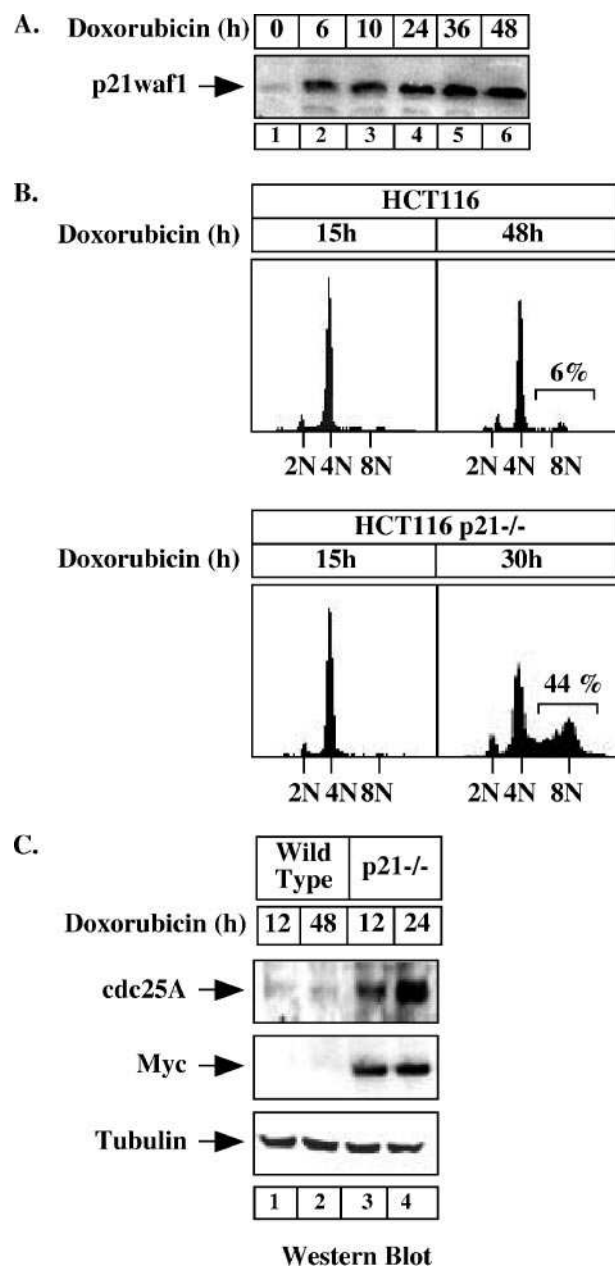 A.
Doxorubicin (h) 0 6 10 24 36 48
p21waf1
1 2 3 4 5 6
B.
HCT116
Doxorubicin (h) 15h 48h
6%
2N 4N 8N 2N 4N 8N
HCT116 p21-/-
Doxorubicin (h) 15h 30h
44 %
2N 4N 8N 2N 4N 8N
C.
Wild Type p21-/-
Doxorubicin (h) 12 48 12 24
cdc25A
Myc
Tubulin
1 2 3 4
Western Blot